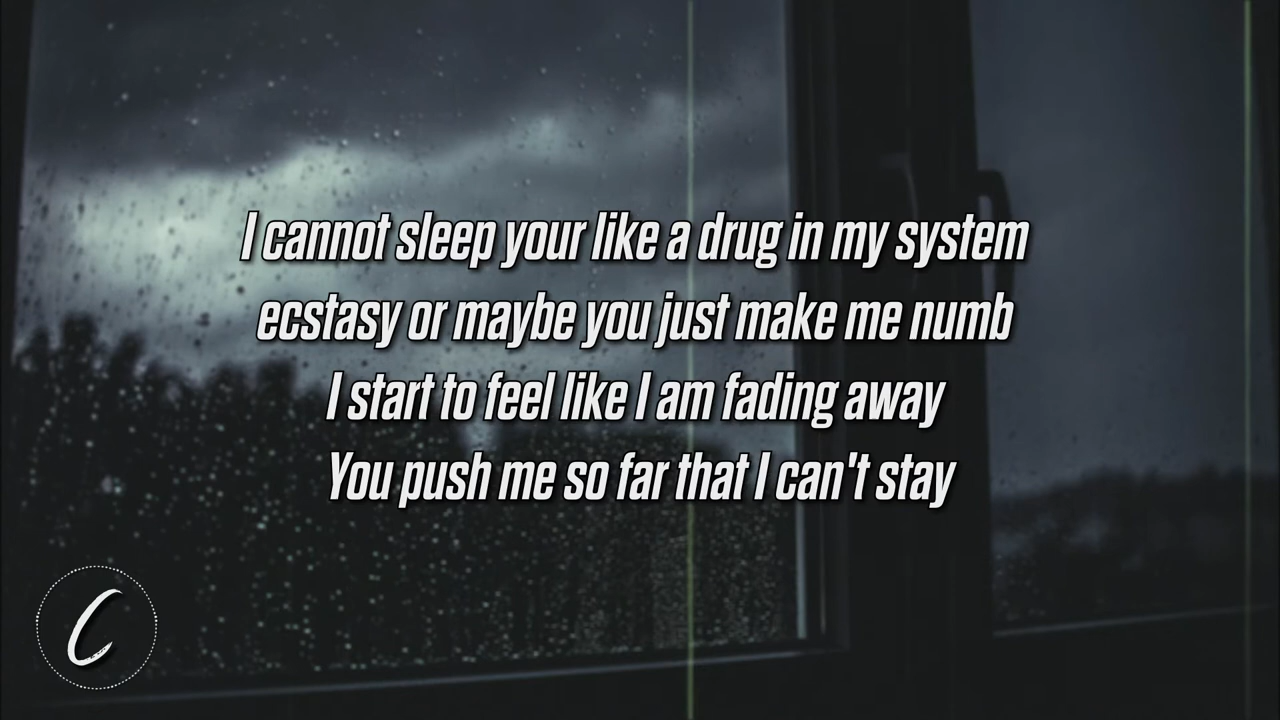 I cannot sleep your like a drug in my system
ecstasy or maybe you just make me numb
I start to feel like I am fading away
You push me so far that I can't stay
C